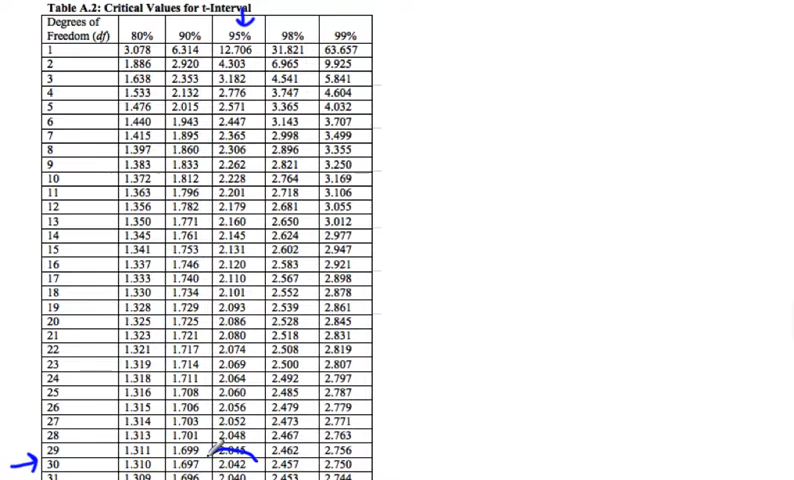 Table A.2: Critical Values for t-Interval
Degrees of
Freedom (df) 80% 90% 95% 98% 99%
1 3.078 6.314 12.706 31.821 63.657
2 1.886 2.920 4.303 6.965 9.925
3 1.638 2.353 3.182 4.541 5.841
4 1.533 2.132 2.776 3.747 4.604
5 1.476 2.015 2.571 3.365 4.032
6 1.440 1.943 2.447 3.143 3.707
7 1.415 1.895 2.365 2.998 3.499
8 1.397 1.860 2.306 2.896 3.355
9 1.383 1.833 2.262 2.821 3.250
10 1.372 1.812 2.228 2.764 3.169
11 1.363 1.796 2.201 2.718 3.106
12 1.356 1.782 2.179 2.681 3.055
13 1.350 1.771 2.160 2.650 3.012
14 1.345 1.761 2.145 2.624 2.977
15 1.341 1.753 2.131 2.602 2.947
16 1.337 1.746 2.120 2.583 2.921
17 1.333 1.740 2.110 2.567 2.898
18 1.330 1.734 2.101 2.552 2.878
19 1.328 1.729 2.093 2.539 2.861
20 1.325 1.725 2.086 2.528 2.845
21 1.323 1.721 2.080 2.518 2.831
22 1.321 1.717 2.074 2.508 2.819
23 1.319 1.714 2.069 2.500 2.807
24 1.318 1.711 2.064 2.492 2.797
25 1.316 1.708 2.060 2.485 2.787
26 1.315 1.706 2.056 2.479 2.779
27 1.314 1.703 2.052 2.473 2.771
28 1.313 1.701 2.048 2.467 2.763
29 1.311 1.699 2.045 2.462 2.756
30 1.310 1.697 2.042 2.457 2.750
31 1.309 1.696 2.040 2.453 2.744